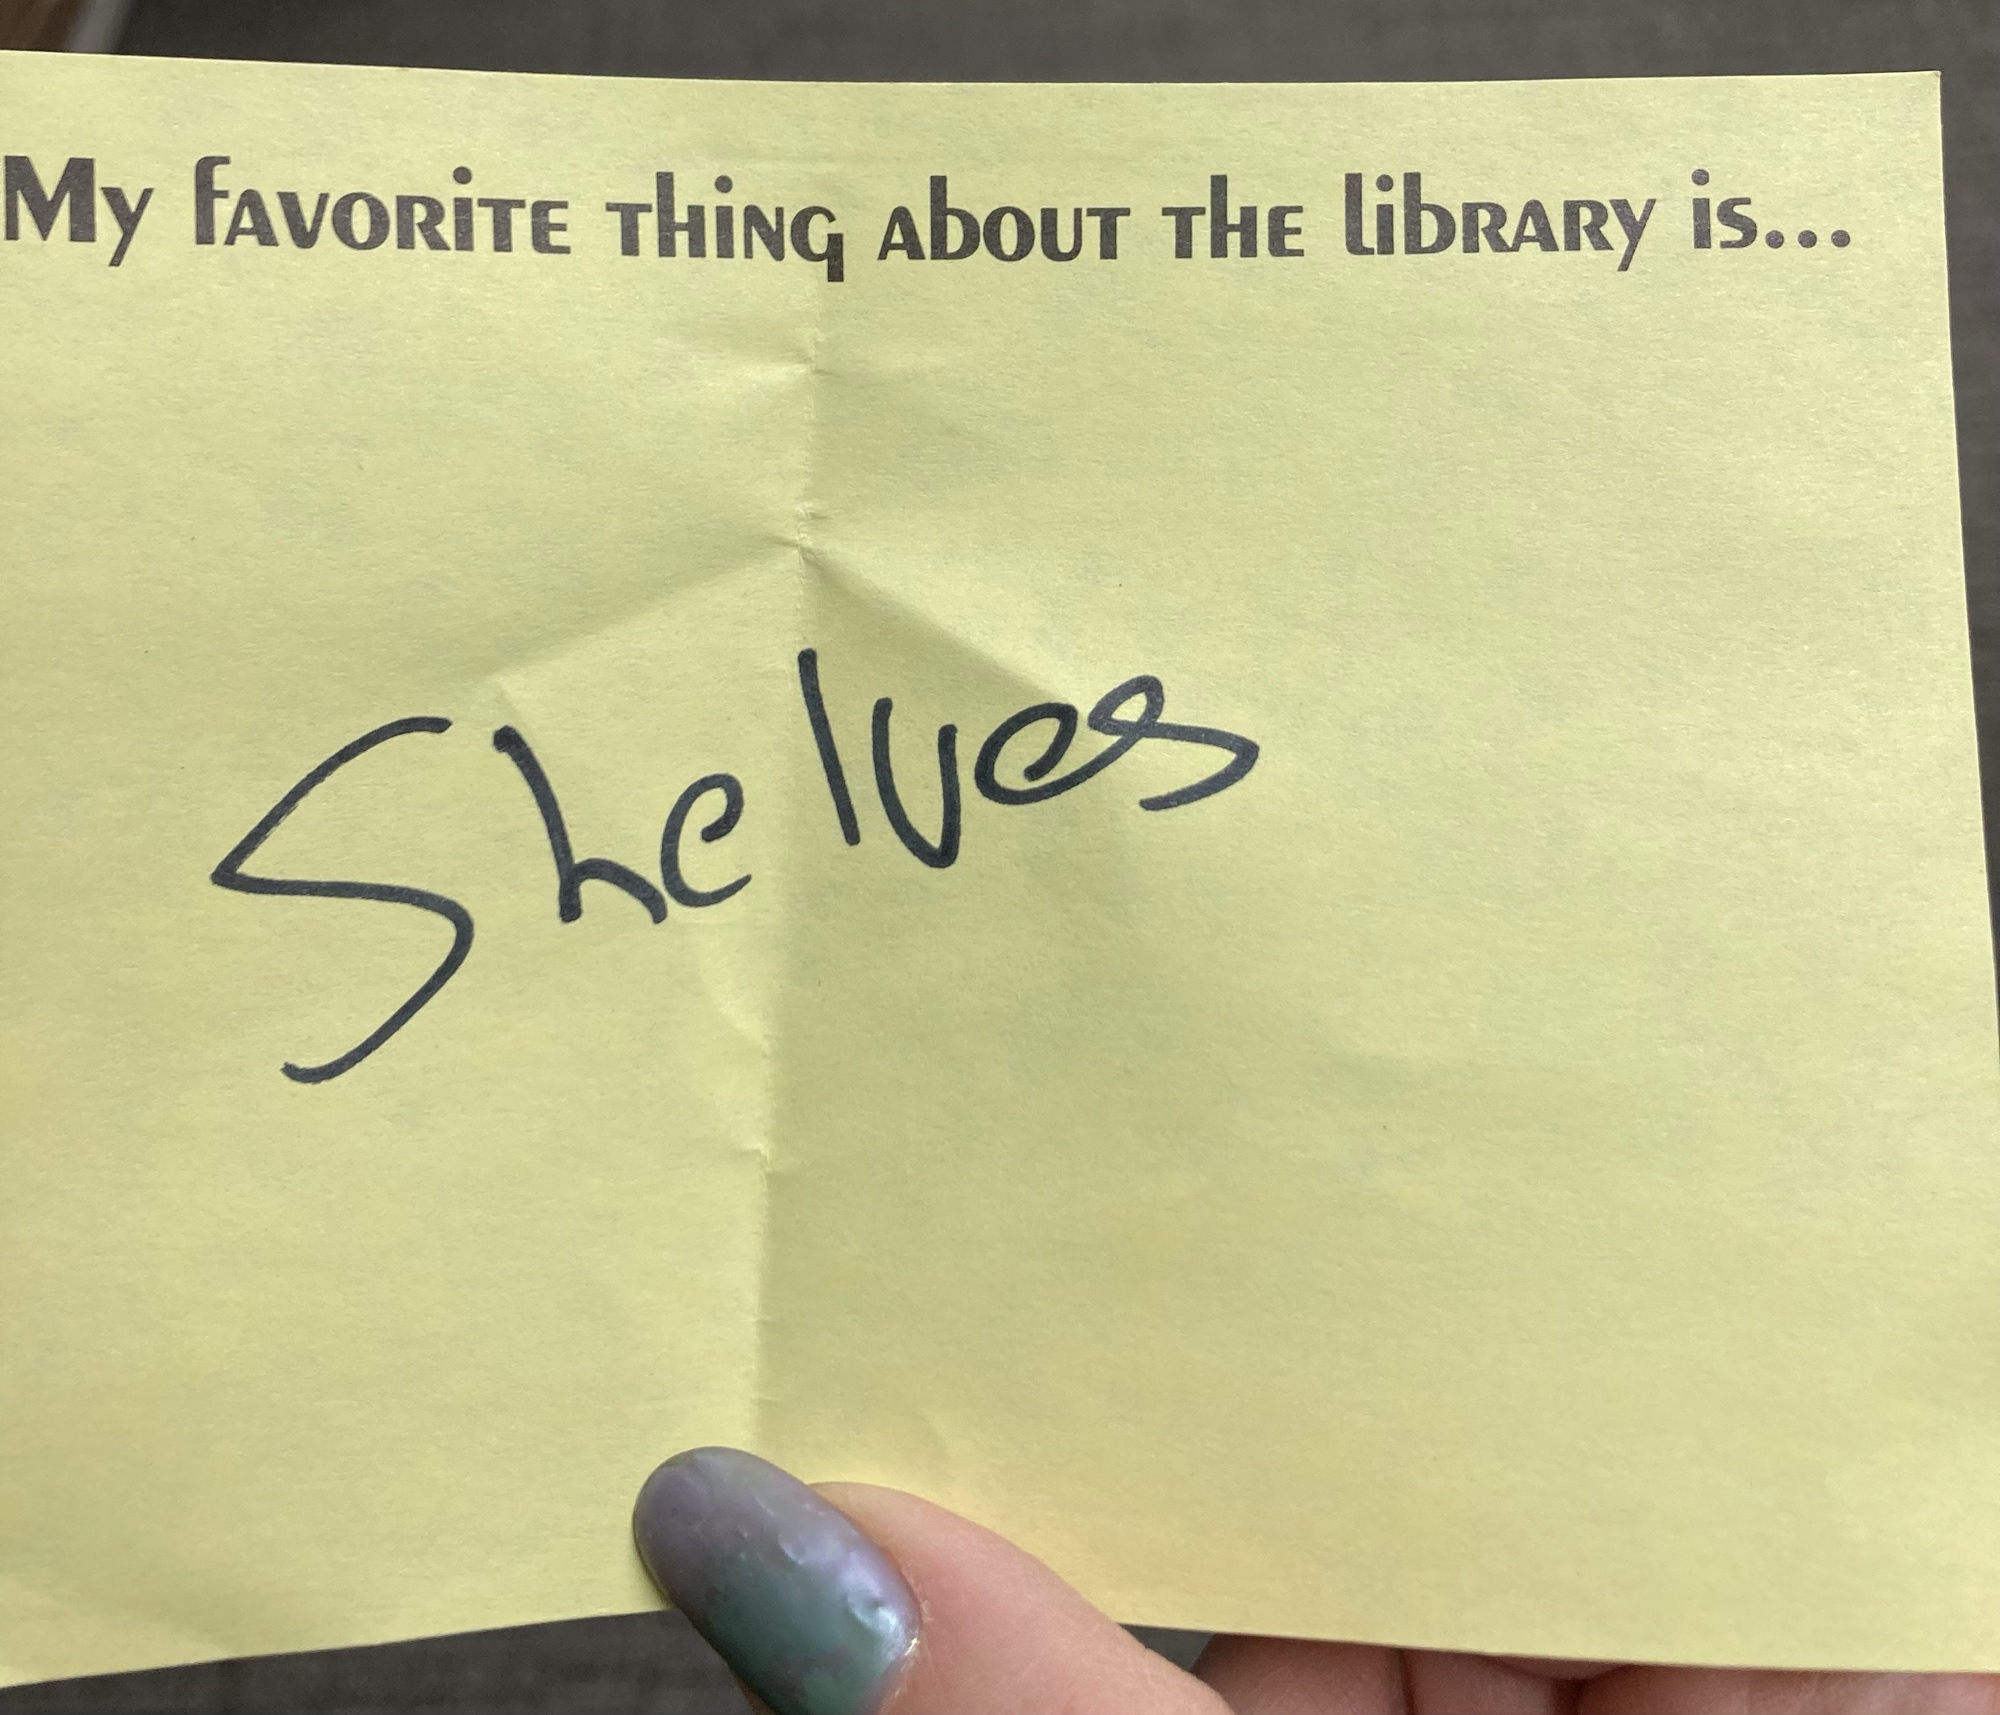 My favorite thing about the library is...
Shelves